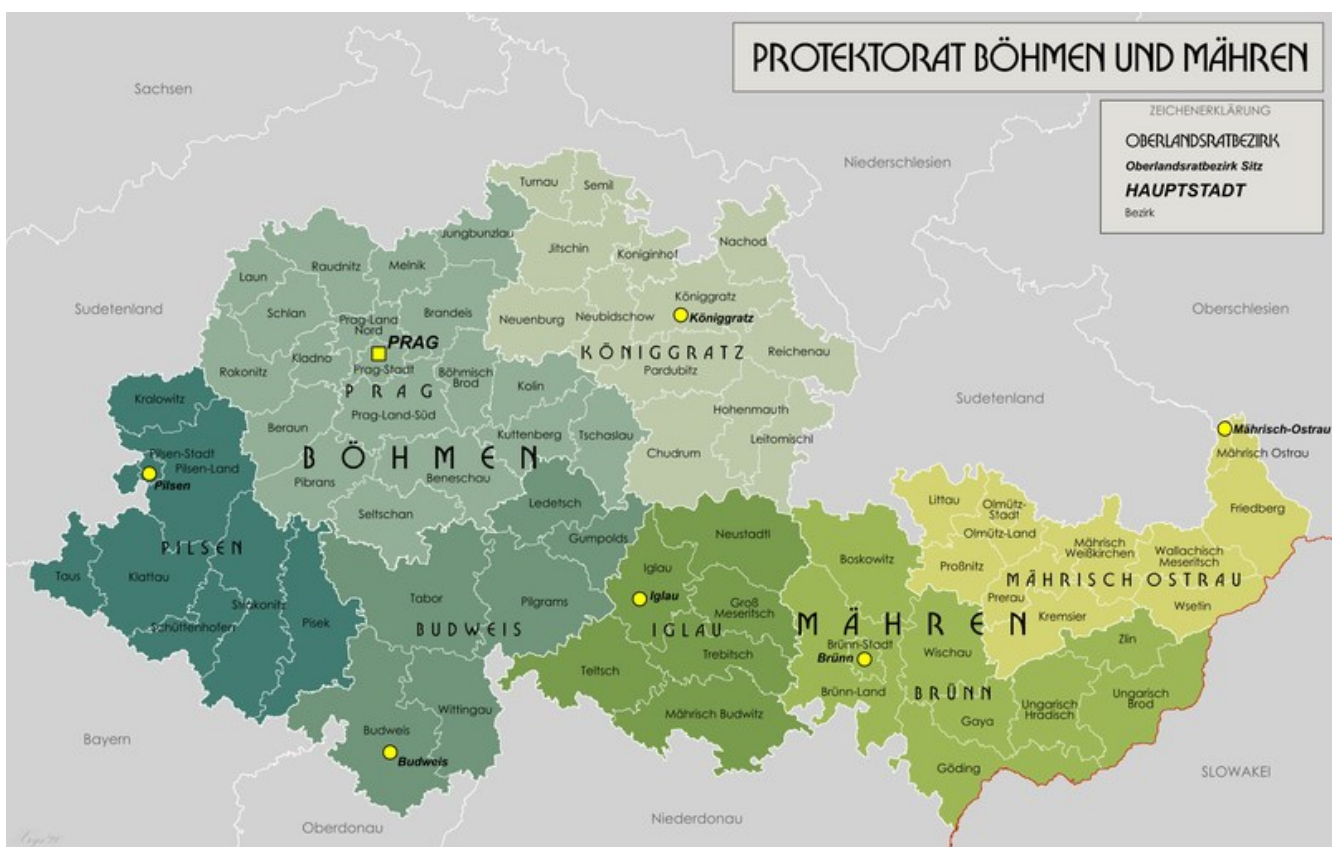 PROTEKTORAT BÖHMEN UND MÄHREN
ZEICHENERKLÄRUNG
OBERLANDSRATBEZIRK
Oberlandsratbezirk Sitz
HAUPTSTADT
Bezirk
Sachsen
Niederschlesien
Sudetenland
Oberschlesien
Sudetenland
Bayern
Oberdonau
Niederdonau
SLOWAKEI
BÖHMEN
PRAG
PRAG
Jungbunzlau
Melnik
Raudnitz
Laun
Schlan
Prag-Land
Nord
Brandeis
Kladno
Prag-Stadt
Böhmisch
Brod
Rakonitz
Kolin
Prag-Land-Süd
Beraun
Kuttenberg
Tschaslau
Pibrans
Beneschau
Seltschan
KÖNIGGRATZ
Turnau
Semil
Jitschin
Koniginhof
Nachod
Königgratz
Königgratz
Neuenburg
Neubidschow
Reichenau
Pardubitz
Hohenmauth
Leitomischl
Chudrum
PILSEN
Kralowitz
Pilsen-Stadt
Pilsen-Land
Pilsen
Taus
Klattau
Strakonitz
Schüttenhofen
Pisek
BUDWEIS
Ledetsch
Gumpolds
Tabor
Pilgrams
Wittingau
Budweis
Budweis
MÄHREN
IGLAU
Neustadtl
Iglau
Iglau
Groß
Meseritsch
Trebitsch
Teltsch
Mährisch Budwitz
BRÜNN
Boskowitz
Brünn-Stadt
Brünn
Brünn-Land
Wischau
Gaya
Göding
Ungarisch
Hradisch
Ungarisch
Brod
Zlin
MÄHRISCH OSTRAU
Mährisch-Ostrau
Mährisch Ostrau
Friedberg
Littau
Olmütz-
Stadt
Olmütz-Land
Mährisch
Weißkirchen
Wallachisch
Meseritsch
Proßnitz
Prerau
Kremsier
Wsetin